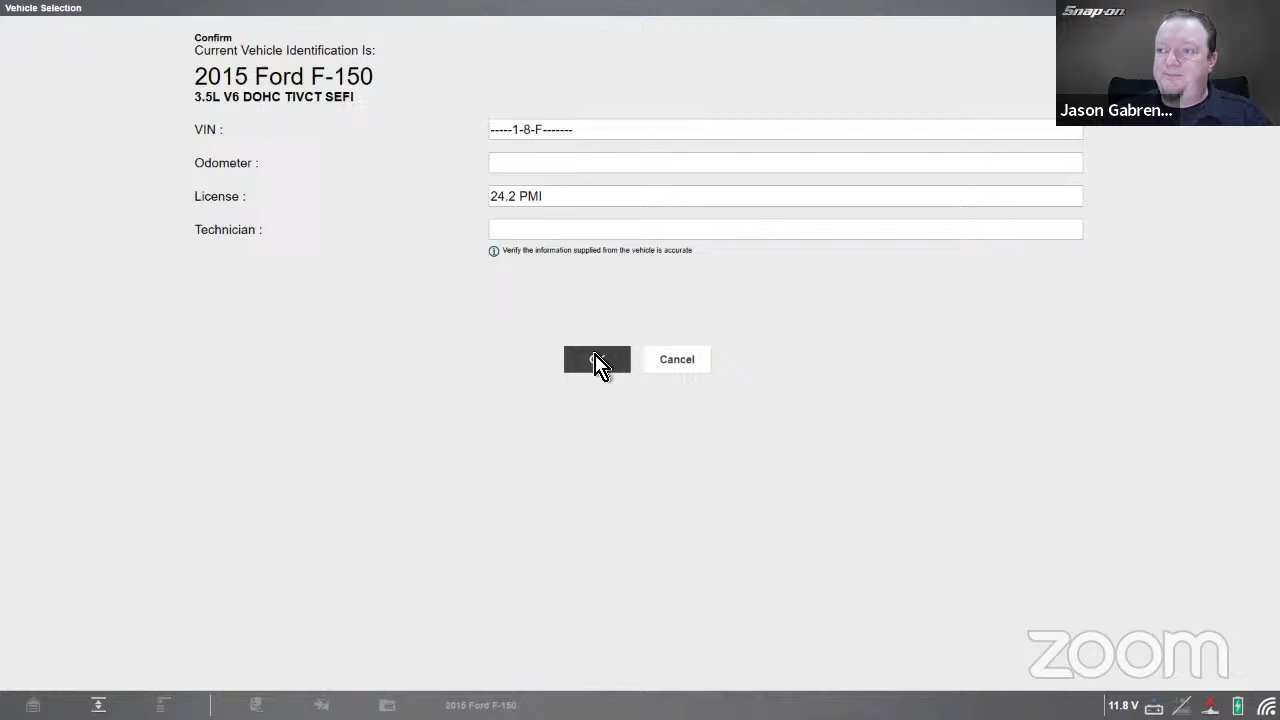 Vehicle Selection
Snap-on
Confirm
Current Vehicle Identification Is:
2015 Ford F-150
3.5L V6 DOHC TIVCT SEFI
Jason Gabren...
VIN : -----1-8-F-------
Odometer :
License : 24.2 PMI
Technician :
Verify the information supplied from the vehicle is accurate
Cancel
zoom
2015 Ford F-150
11.8 V